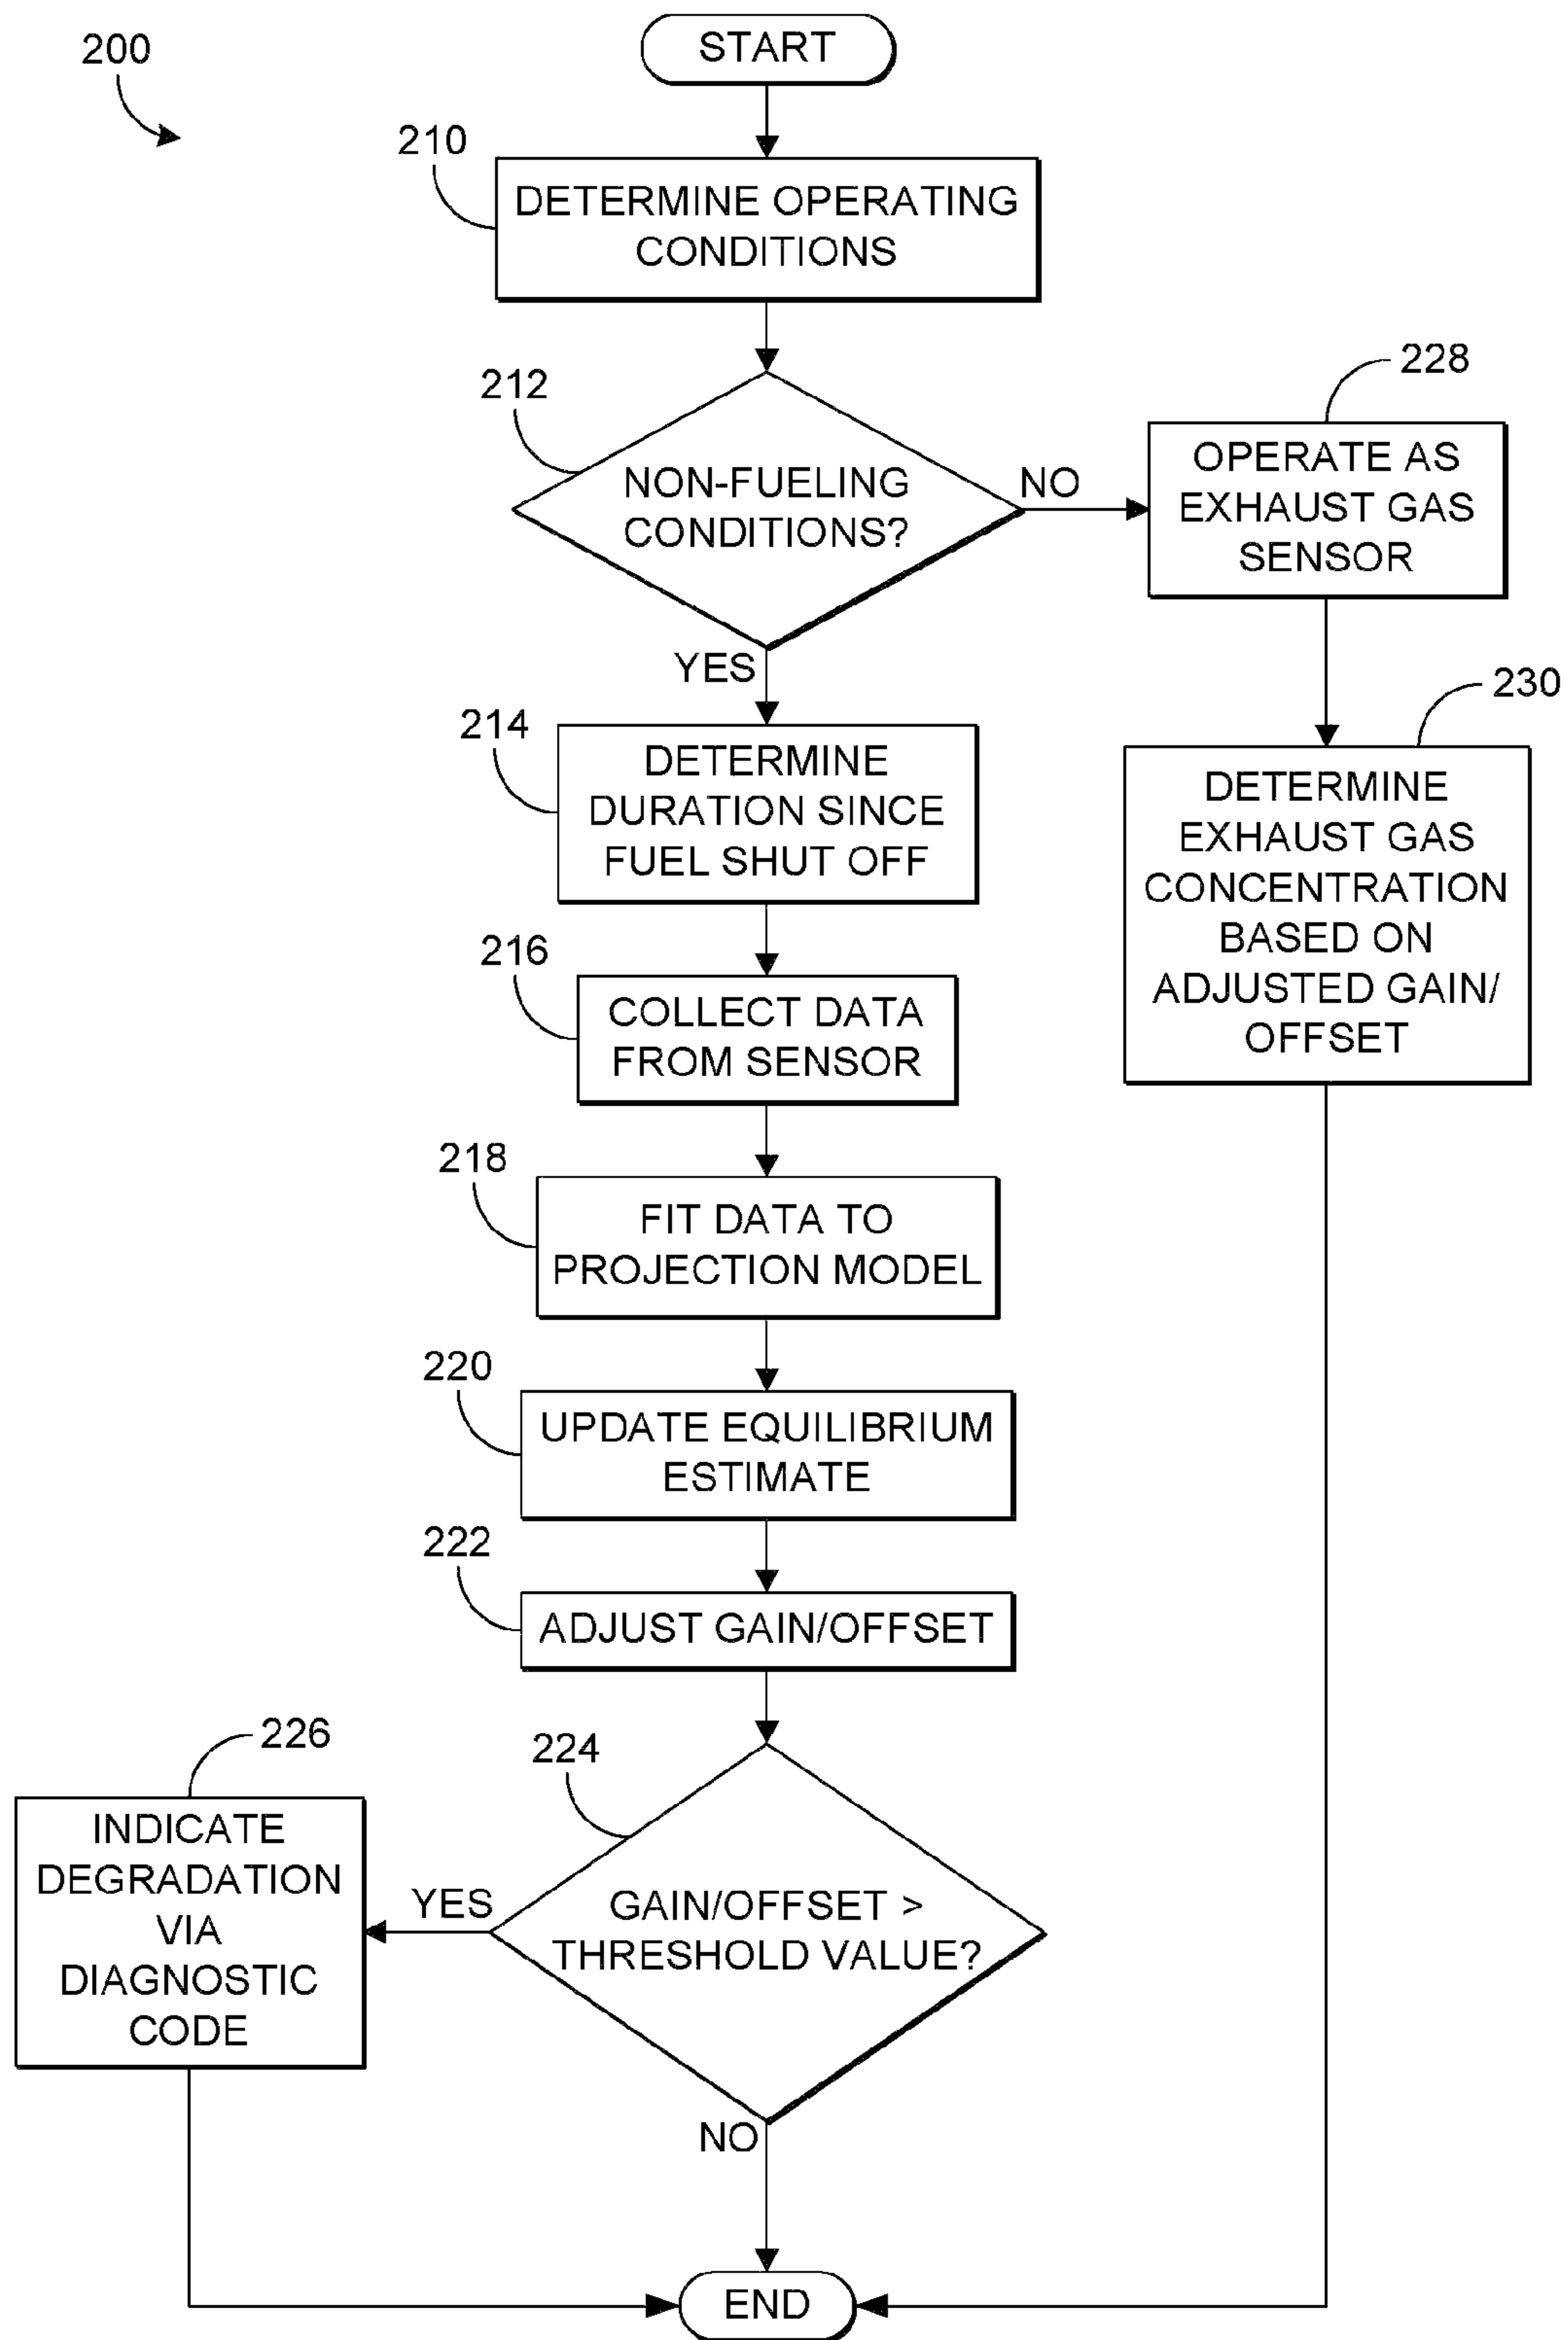 200
START
210
DETERMINE OPERATING
CONDITIONS
212
NON-FUELING
CONDITIONS?
NO
228
OPERATE AS
EXHAUST GAS
SENSOR
YES
230
DETERMINE
EXHAUST GAS
CONCENTRATION
BASED ON
ADJUSTED GAIN/
OFFSET
214
DETERMINE
DURATION SINCE
FUEL SHUT OFF
216
COLLECT DATA
FROM SENSOR
218
FIT DATA TO
PROJECTION MODEL
220
UPDATE EQUILIBRIUM
ESTIMATE
222
ADJUST GAIN/OFFSET
224
GAIN/OFFSET >
THRESHOLD VALUE?
YES
226
INDICATE
DEGRADATION
VIA
DIAGNOSTIC
CODE
NO
END